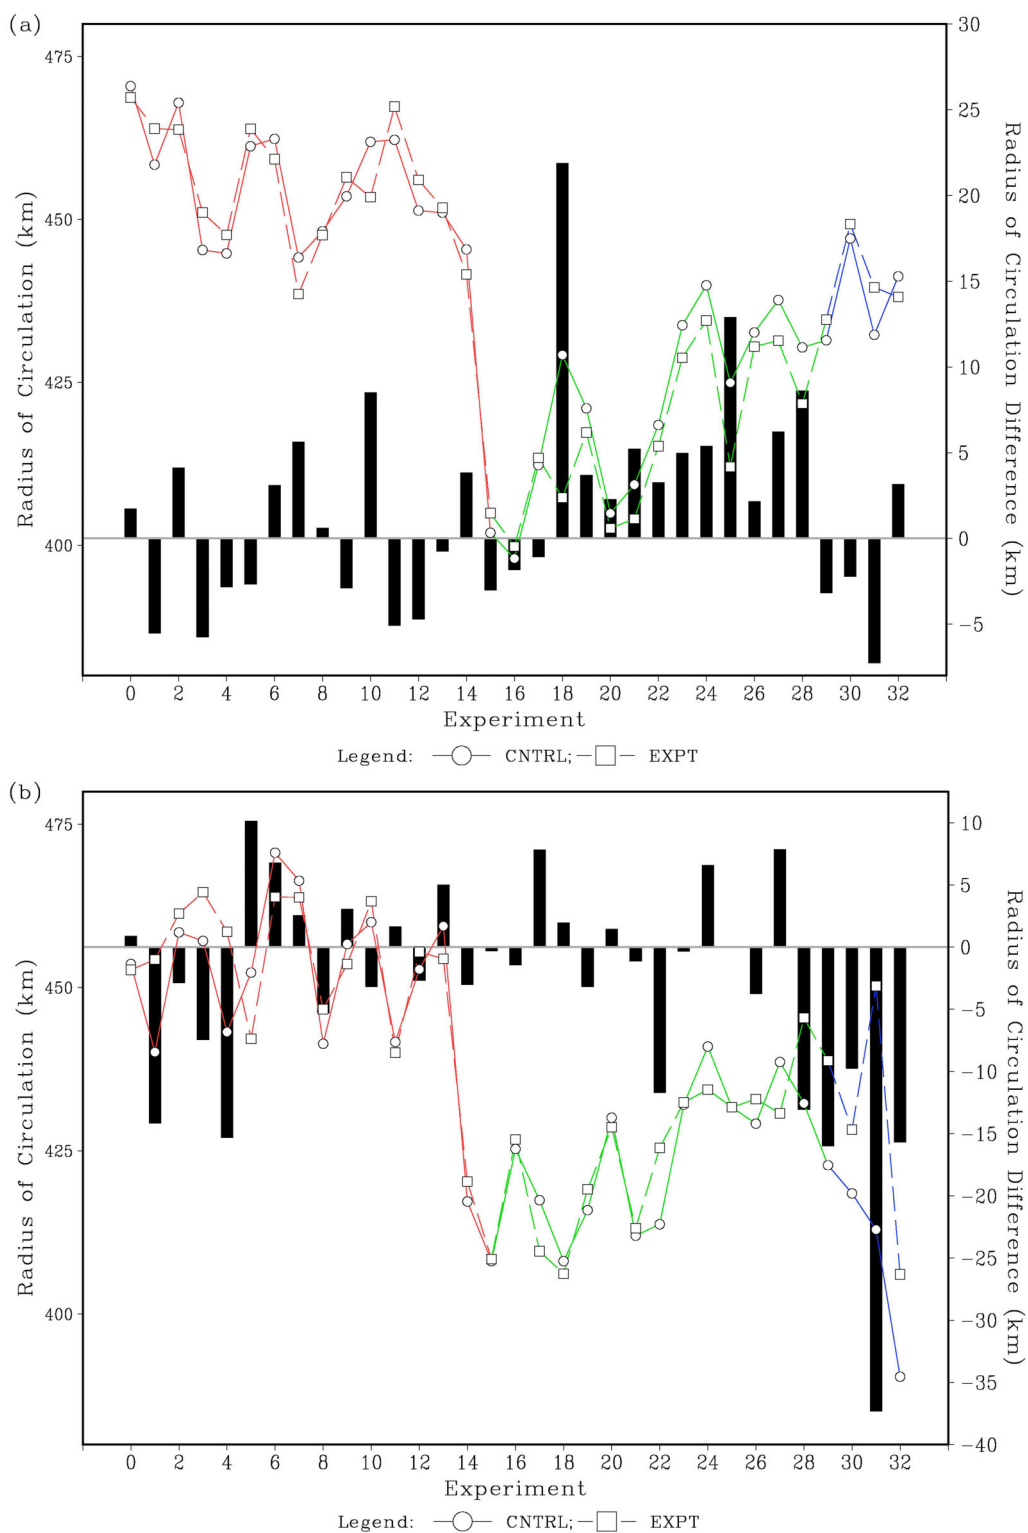 (a)
Radius of Circulation (km)
475
450
425
400
30
25
20
15
10
5
0
−5
Radius of Circulation Difference (km)
0 2 4 6 8 10 12 14 16 18 20 22 24 26 28 30 32
Experiment
Legend: CNTRL; EXPT
(b)
Radius of Circulation (km)
475
450
425
400
10
5
0
−5
−10
−15
−20
−25
−30
−35
−40
Radius of Circulation Difference (km)
0 2 4 6 8 10 12 14 16 18 20 22 24 26 28 30 32
Experiment
Legend: CNTRL; EXPT